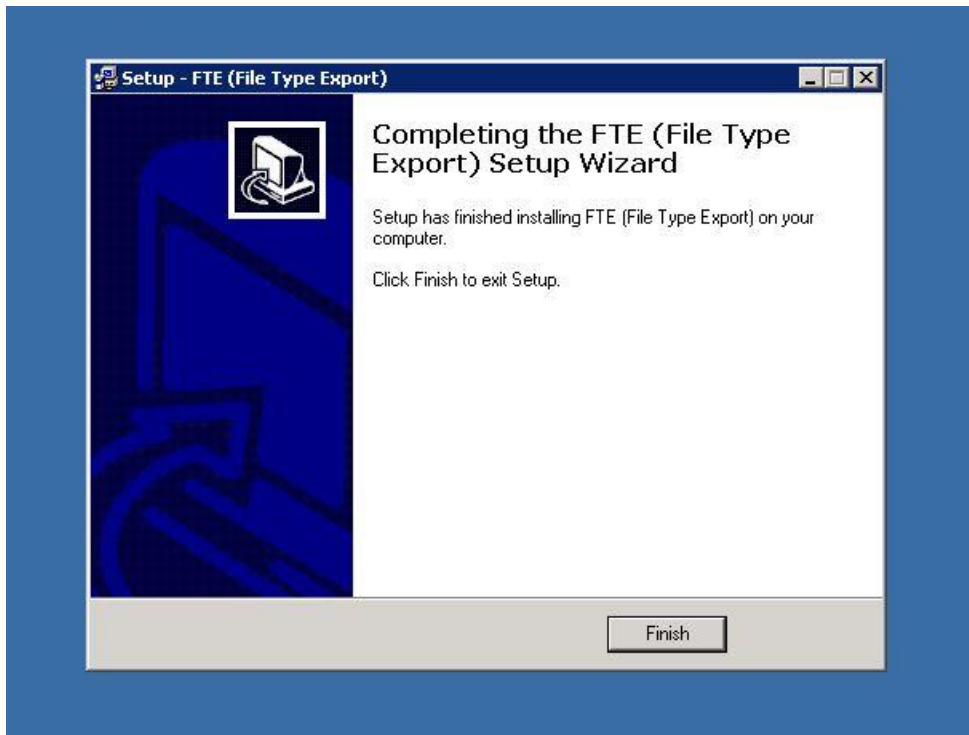 Setup - FTE (File Type Export)
Completing the FTE (File Type
Export) Setup Wizard
Setup has finished installing FTE (File Type Export) on your
computer.
Click Finish to exit Setup.
Finish